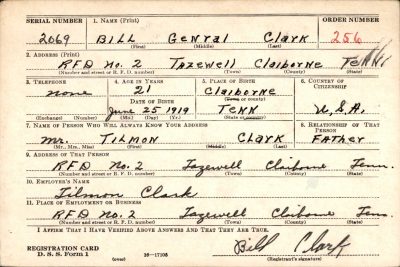 SERIAL NUMBER 1. NAME (Print) ORDER NUMBER
2069 BILL Genral Clark 256
(First) (Middle) (Last)
2. ADDRESS (Print)
RFD No. 2 Tazewell Claiborne Tenn.
(Number and street or R. F. D. number) (Town) (County) (State)
3. TELEPHONE 4. AGE IN YEARS 5. PLACE OF BIRTH 6. COUNTRY OF CITIZENSHIP
none 21 Claiborne
DATE OF BIRTH (Town or county)
June 25 1919 Tenn U.S.A.
(Exchange) (Number) (Mo.) (Day) (Yr.) (State or country)
7. NAME OF PERSON WHO WILL ALWAYS KNOW YOUR ADDRESS 8. RELATIONSHIP OF THAT PERSON
mr. TILMON Clark Father
(Mr., Mrs., Miss) (First) (Middle) (Last)
9. ADDRESS OF THAT PERSON
RFD No. 2 Tazewell Claiborne Tenn.
(Number and street or R. F. D. number) (Town) (County) (State)
10. EMPLOYER'S NAME
Tilmon Clark
11. PLACE OF EMPLOYMENT OR BUSINESS
RFD No. 2 Tazewell Claiborne Tenn.
(Number and street or R. F. D. number) (Town) (County) (State)
I AFFIRM THAT I HAVE VERIFIED ABOVE ANSWERS AND THAT THEY ARE TRUE.
REGISTRATION CARD
D. S. S. Form 1 (over) 16—17105
Bill Clark
(Registrant's signature)